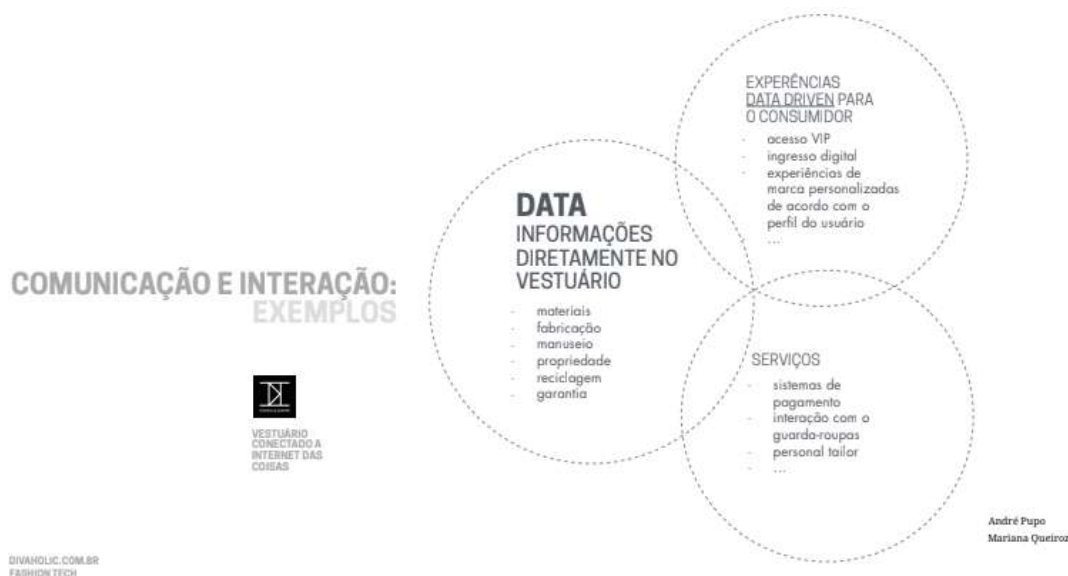 COMUNICAÇÃO E INTERAÇÃO:
EXEMPLOS
VESTUÁRIO
CONECTADO A
INTERNET DAS
COISAS
DIVAHOLIC.COM.BR
FASHION TECH
DATA
INFORMAÇÕES
DIRETAMENTE NO
VESTUÁRIO
- materiais
- fabricação
- manuseio
- propriedade
- reciclagem
- garantia
EXPERÊNCIAS
DATA DRIVEN PARA
O CONSUMIDOR
- acesso VIP
- ingresso digital
- experiências de
marca personalizadas
de acordo com o
perfil do usuário
- ...
SERVIÇOS
- sistemas de
pagamento
- interação com o
guarda-roupas
- personal tailor
- ...
André Pupo
Mariana Queiroz